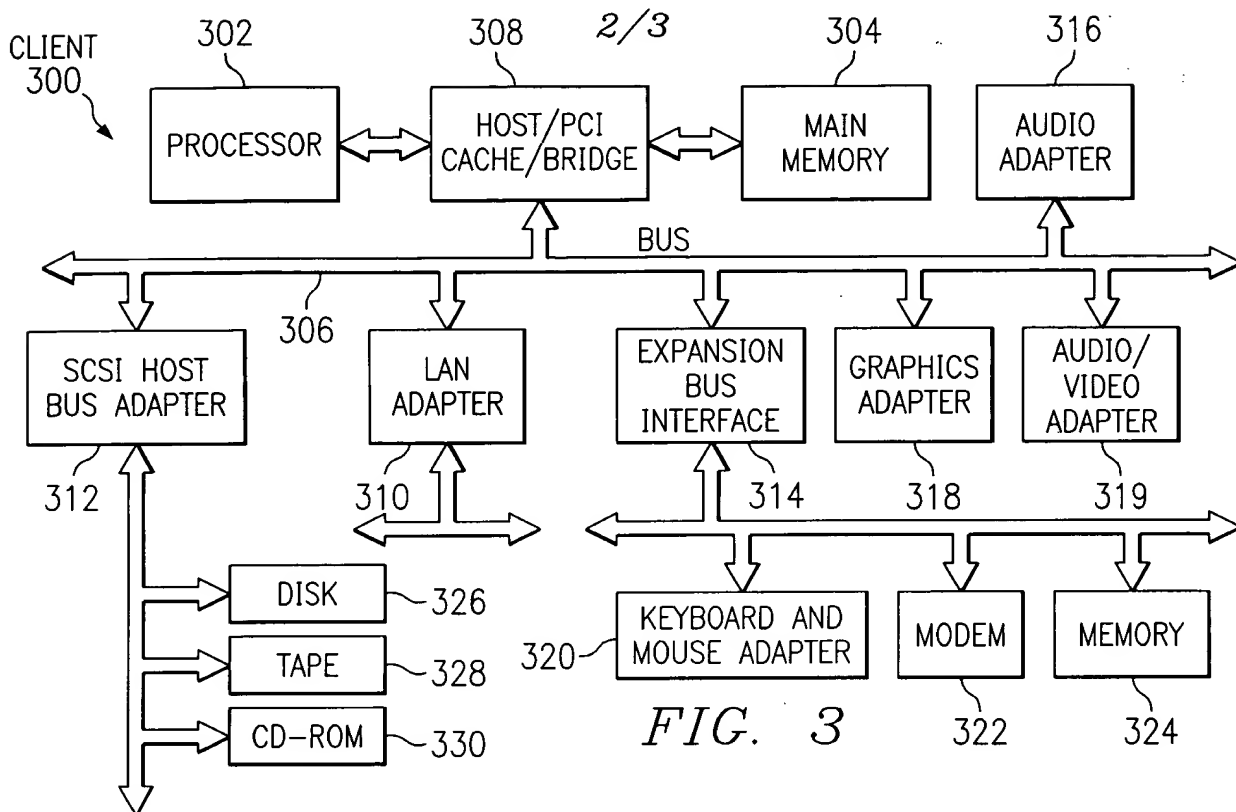 2/3
CLIENT
300
302
308
304
316
PROCESSOR
HOST/PCI
CACHE/BRIDGE
MAIN
MEMORY
AUDIO
ADAPTER
BUS
306
SCSI HOST
BUS ADAPTER
LAN
ADAPTER
EXPANSION
BUS
INTERFACE
GRAPHICS
ADAPTER
AUDIO/
VIDEO
ADAPTER
312
310
314
318
319
DISK
326
TAPE
328
CD-ROM
330
320
KEYBOARD AND
MOUSE ADAPTER
MODEM
MEMORY
322
324
FIG. 3